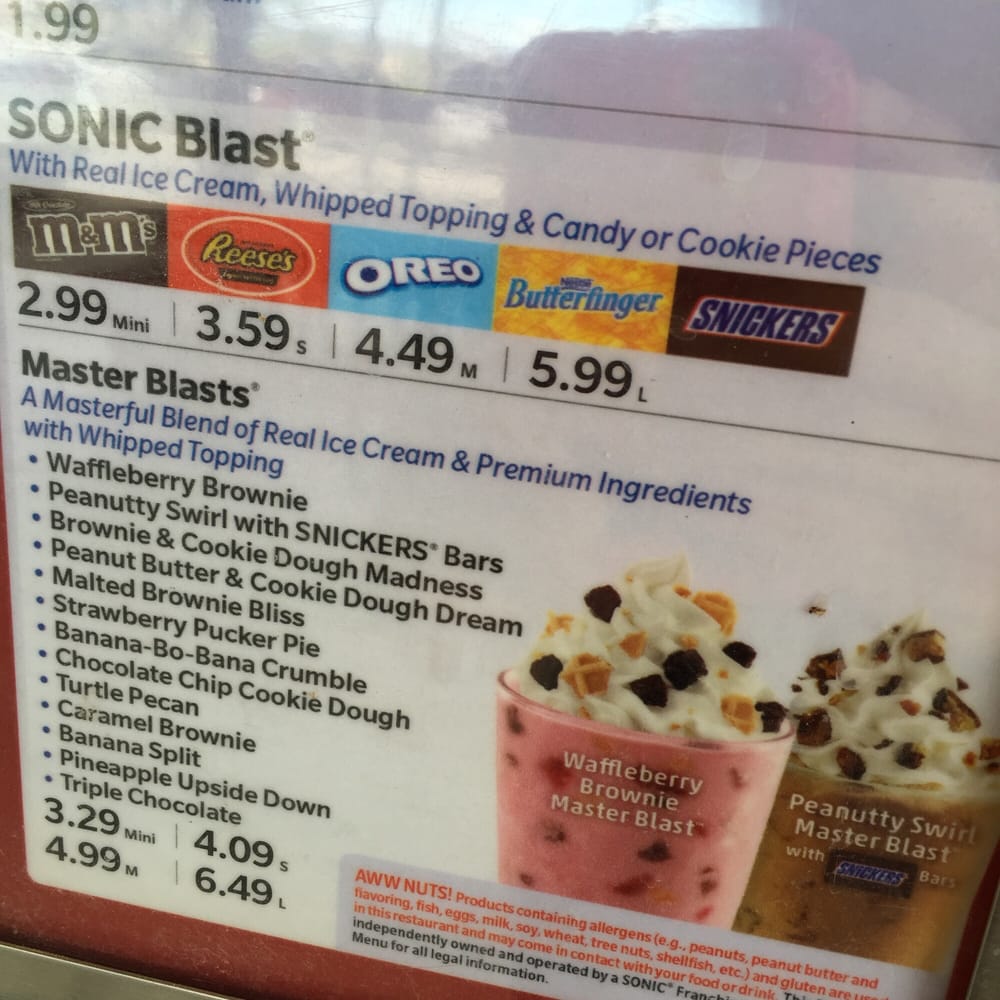 1.99
SONIC Blast®
With Real Ice Cream, Whipped Topping & Candy or Cookie Pieces
m&m's Reese's OREO Nestle Butterfinger SNICKERS
2.99 Mini | 3.59 S | 4.49 M | 5.99 L
Master Blasts®
A Masterful Blend of Real Ice Cream & Premium Ingredients
with Whipped Topping
• Waffleberry Brownie
• Peanutty Swirl with SNICKERS® Bars
• Brownie & Cookie Dough Madness
• Peanut Butter & Cookie Dough Dream
• Malted Brownie Bliss
• Strawberry Pucker Pie
• Banana-Bo-Bana Crumble
• Chocolate Chip Cookie Dough
• Turtle Pecan
• Caramel Brownie
• Banana Split
• Pineapple Upside Down
• Triple Chocolate
3.29 Mini | 4.09 S
4.99 M | 6.49 L
Waffleberry
Brownie
Master Blast™
Peanutty Swirl
Master Blast™
with SNICKERS Bars
AWW NUTS! Products containing allergens (e.g., peanuts, peanut butter and
flavoring, fish, eggs, milk, soy, wheat, tree nuts, shellfish, etc.) and gluten are
in this restaurant and may come in contact with your food or drink.
independently owned and operated by a SONIC®
Menu for all legal information.